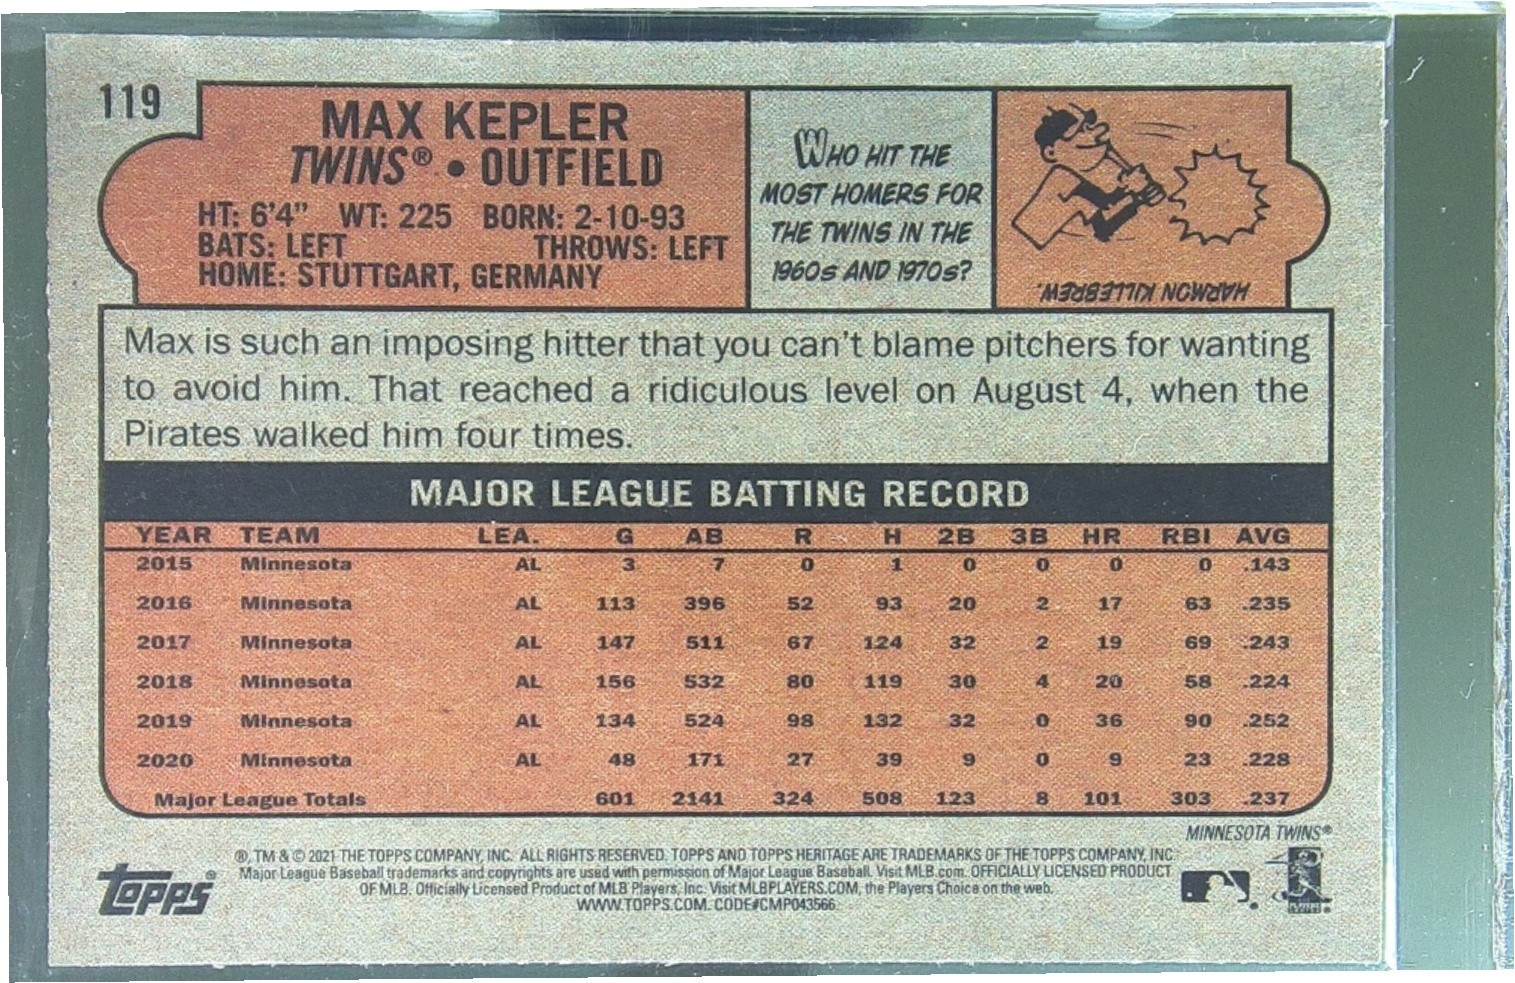 119
MAX KEPLER
TWINS® • OUTFIELD
HT: 6'4" WT: 225 BORN: 2-10-93
BATS: LEFT THROWS: LEFT
HOME: STUTTGART, GERMANY
WHO HIT THE
MOST HOMERS FOR
THE TWINS IN THE
1960s AND 1970s?
HARMON KILLEBREW.
Max is such an imposing hitter that you can't blame pitchers for wanting
to avoid him. That reached a ridiculous level on August 4, when the
Pirates walked him four times.
MAJOR LEAGUE BATTING RECORD
YEAR TEAM LEA. G AB R H 2B 3B HR RBI AVG
2015 Minnesota AL 3 7 0 1 0 0 0 0 .143
2016 Minnesota AL 113 396 52 93 20 2 17 63 .235
2017 Minnesota AL 147 511 67 124 32 2 19 69 .243
2018 Minnesota AL 156 532 80 119 30 4 20 58 .224
2019 Minnesota AL 134 524 98 132 32 0 36 90 .252
2020 Minnesota AL 48 171 27 39 9 0 9 23 .228
Major League Totals 601 2141 324 508 123 8 101 303 .237
MINNESOTA TWINS®
®, TM & © 2021 THE TOPPS COMPANY, INC. ALL RIGHTS RESERVED. TOPPS AND TOPPS HERITAGE ARE TRADEMARKS OF THE TOPPS COMPANY, INC.
Major League Baseball trademarks and copyrights are used with permission of Major League Baseball. Visit MLB.com. OFFICIALLY LICENSED PRODUCT
OF MLB. Officially Licensed Product of MLB Players, Inc. Visit MLBPLAYERS.COM, the Players Choice on the web.
WWW.TOPPS.COM. CODE#CMP043566
TOPPS®